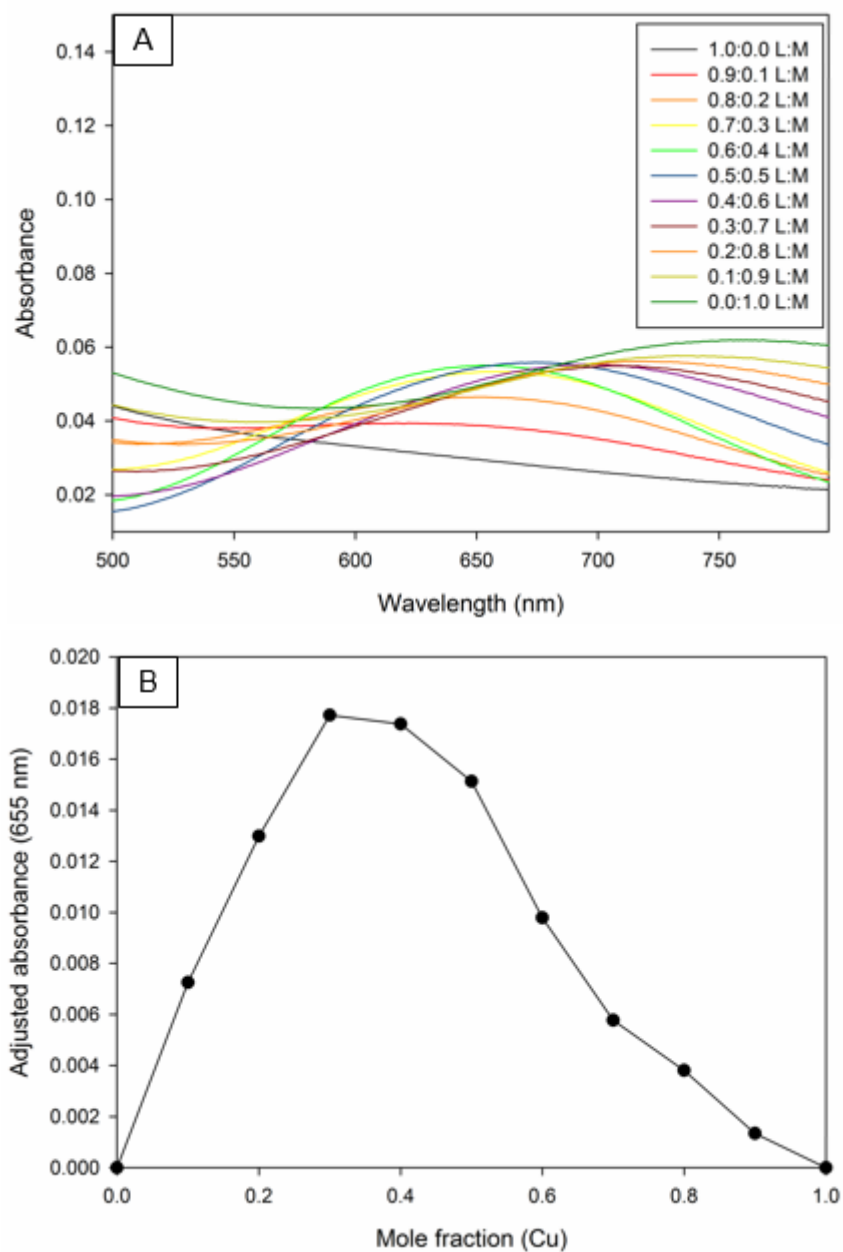 A
0.14
0.12
0.10
0.08
0.06
0.04
0.02
Absorbance
1.0:0.0 L:M
0.9:0.1 L:M
0.8:0.2 L:M
0.7:0.3 L:M
0.6:0.4 L:M
0.5:0.5 L:M
0.4:0.6 L:M
0.3:0.7 L:M
0.2:0.8 L:M
0.1:0.9 L:M
0.0:1.0 L:M
500 550 600 650 700 750
Wavelength (nm)
B
0.020
0.018
0.016
0.014
0.012
0.010
0.008
0.006
0.004
0.002
0.000
Adjusted absorbance (655 nm)
0.0 0.2 0.4 0.6 0.8 1.0
Mole fraction (Cu)